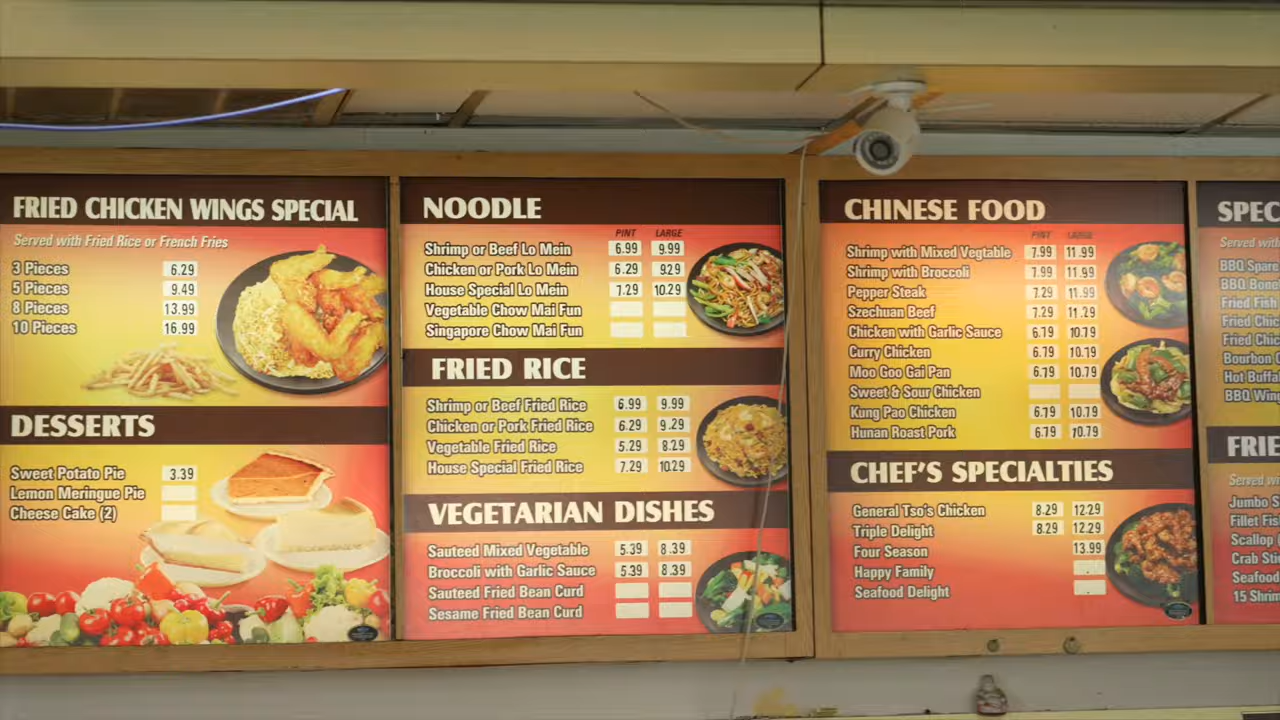 FRIED CHICKEN WINGS SPECIAL
Served with Fried Rice or French Fries
3 Pieces 6.29
5 Pieces 9.49
8 Pieces 13.99
10 Pieces 16.99
DESSERTS
Sweet Potato Pie 3.39
Lemon Meringue Pie
Cheese Cake (2)
NOODLE
PINT LARGE
Shrimp or Beef Lo Mein 6.99 9.99
Chicken or Pork Lo Mein 6.29 9.29
House Special Lo Mein 7.29 10.29
Vegetable Chow Mai Fun
Singapore Chow Mai Fun
FRIED RICE
Shrimp or Beef Fried Rice 6.99 9.99
Chicken or Pork Fried Rice 6.29 9.29
Vegetable Fried Rice 5.29 8.29
House Special Fried Rice 7.29 10.29
VEGETARIAN DISHES
Sauteed Mixed Vegetable 5.39 8.39
Broccoli with Garlic Sauce 5.39 8.39
Sauteed Fried Bean Curd
Sesame Fried Bean Curd
CHINESE FOOD
PINT LARGE
Shrimp with Mixed Vegtable 7.99 11.99
Shrimp with Broccoli 7.99 11.99
Pepper Steak 7.29 11.99
Szechuan Beef 7.29 11.29
Chicken with Garlic Sauce 6.79 10.79
Curry Chicken 6.79 10.79
Moo Goo Gai Pan 6.79 10.79
Sweet & Sour Chicken
Kung Pao Chicken 6.79 10.79
Hunan Roast Pork 6.79 10.79
CHEF'S SPECIALTIES
General Tso's Chicken 8.29 12.29
Triple Delight 8.29 12.29
Four Season 13.99
Happy Family
Seafood Delight
SPEC
Served with
BBQ Spare
BBQ Bone
Fried Fish
Fried Chic
Fried Chic
Bourbon C
Hot Buffal
BBQ Wing
FRIE
Served wi
Jumbo S
Fillet Fis
Scallop (
Crab Sti
Seafood
15 Shrim